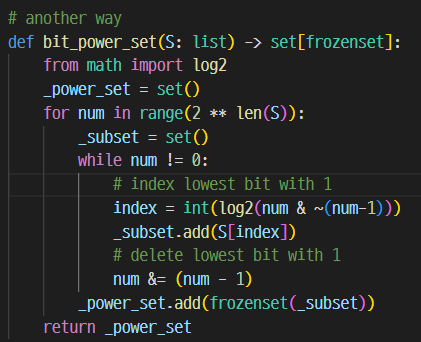 # another way
def bit_power_set(S: list) -> set[frozenset]:
    from math import log2
    _power_set = set()
    for num in range(2 ** len(S)):
        _subset = set()
        while num != 0:
            # index lowest bit with 1
            index = int(log2(num & ~(num-1)))
            _subset.add(S[index])
            # delete lowest bit with 1
            num &= (num - 1)
        _power_set.add(frozenset(_subset))
    return _power_set